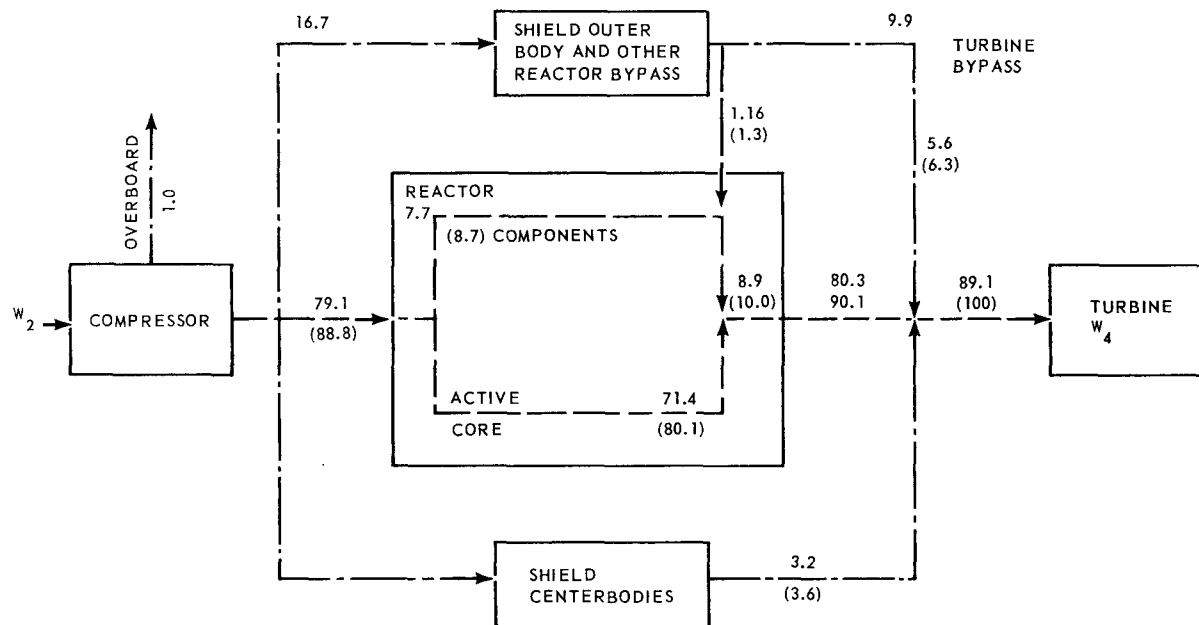 16.7
SHIELD OUTER
BODY AND OTHER
REACTOR BYPASS
9.9
TURBINE
BYPASS
1.16
(1.3)
5.6
(6.3)
OVERBOARD
1.0
REACTOR
7.7
(8.7) COMPONENTS
W2
COMPRESSOR
79.1
(88.8)
8.9
(10.0)
80.3
90.1
89.1
(100)
TURBINE
W4
ACTIVE
CORE
71.4
(80.1)
SHIELD
CENTERBODIES
3.2
(3.6)